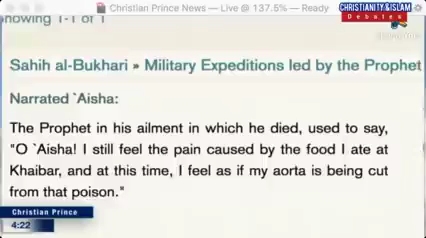 Christian Prince News — Live @ 137.5% — Ready
CHRISTIANITY & ISLAM
Debates
howing 1-1 of 1
Sahih al-Bukhari » Military Expeditions led by the Prophet
Narrated `Aisha:
The Prophet in his ailment in which he died, used to say,
"O `Aisha! I still feel the pain caused by the food I ate at
Khaibar, and at this time, I feel as if my aorta is being cut
from that poison."
Christian Prince
4:22